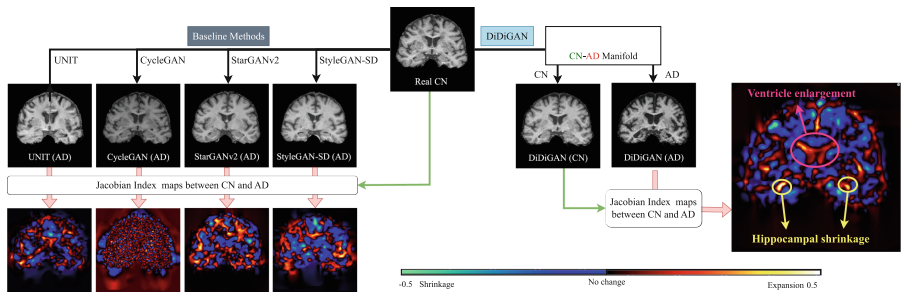 Baseline Methods
DiDiGAN
UNIT
CycleGAN
StarGANv2
StyleGAN-SD
Real CN
CN-AD Manifold
CN
AD
UNIT (AD)
CycleGAN (AD)
StarGANv2 (AD)
StyleGAN-SD (AD)
DiDiGAN (CN)
DiDiGAN (AD)
Ventricle enlargement
Jacobian Index maps between CN and AD
Jacobian Index maps
between CN and AD
Hippocampal shrinkage
-0.5 Shrinkage
No change
Expansion 0.5